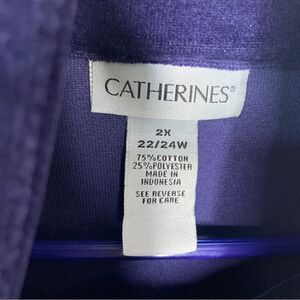 CATHERINES®
2X
22/24W
75%COTTON
25%POLYESTER
MADE IN
INDONESIA
SEE REVERSE
FOR CARE